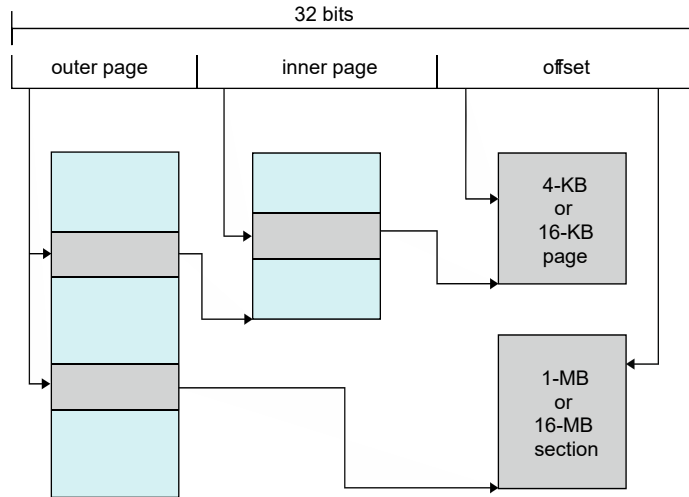 32 bits
outer page
inner page
offset
4-KB
or
16-KB
page
1-MB
or
16-MB
section